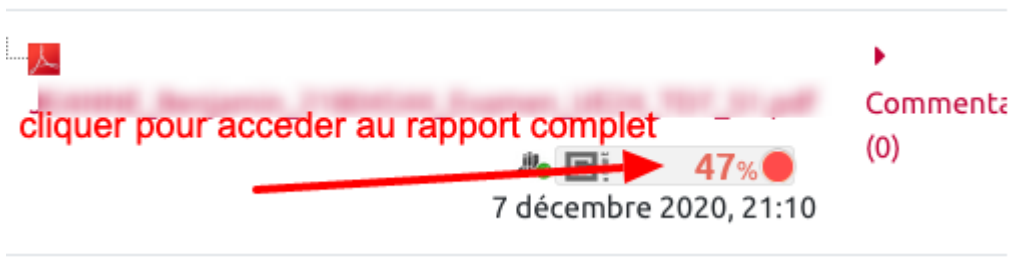 cliquer pour acceder au rapport complet
47%
7 décembre 2020, 21:10
Commenta
(0)